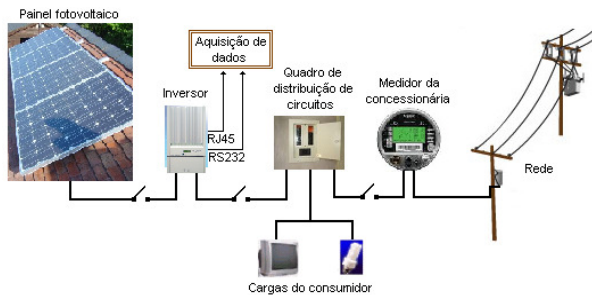 Painel fotovoltaico
Aquisição de
dados
Inversor
RJ45
RS232
Quadro de
distribuição de
circuitos
Medidor da
concessionária
Rede
Cargas do consumidor